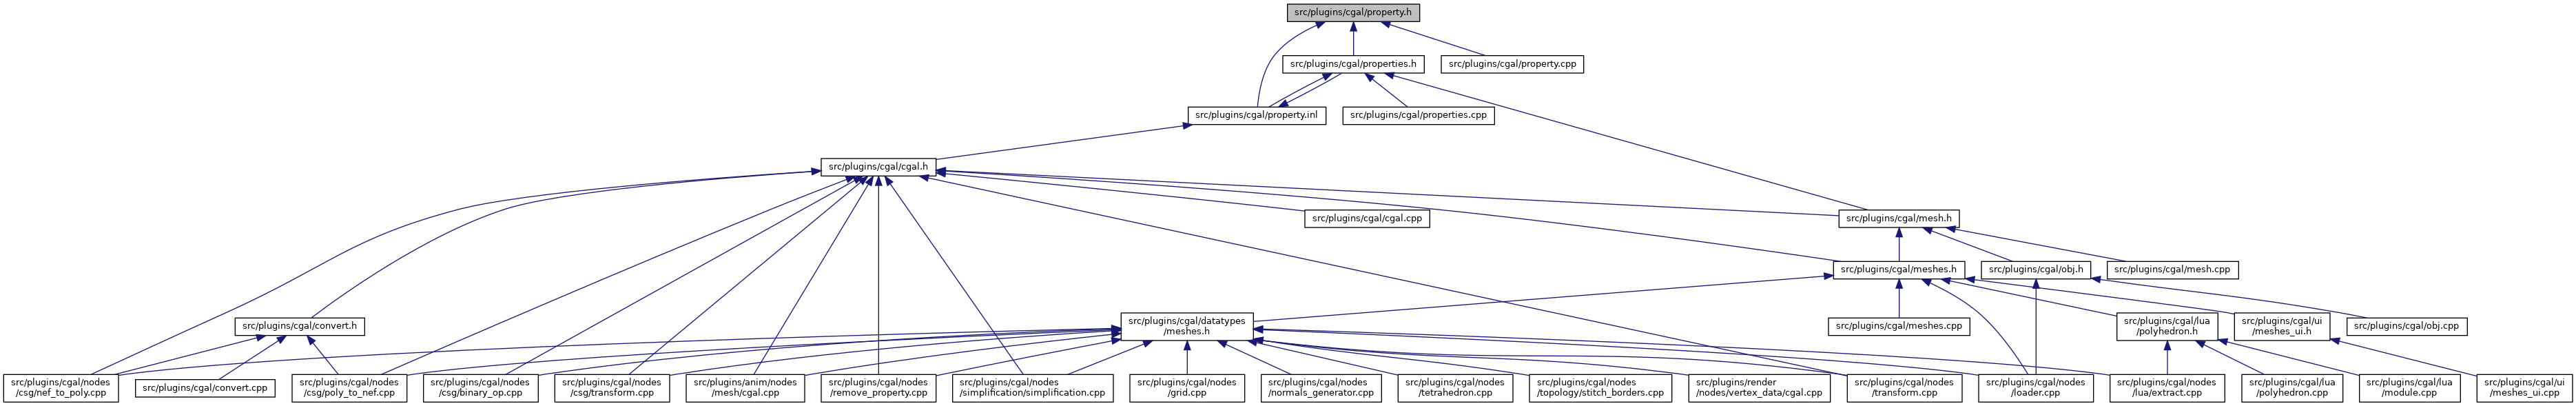 src/plugins/cgal/property.h
src/plugins/cgal/properties.h
src/plugins/cgal/property.cpp
src/plugins/cgal/property.inl
src/plugins/cgal/properties.cpp
src/plugins/cgal/cgal.h
src/plugins/cgal/cgal.cpp
src/plugins/cgal/mesh.h
src/plugins/cgal/meshes.h
src/plugins/cgal/obj.h
src/plugins/cgal/mesh.cpp
src/plugins/cgal/convert.h
src/plugins/cgal/datatypes
/meshes.h
src/plugins/cgal/meshes.cpp
src/plugins/cgal/lua
/polyhedron.h
src/plugins/cgal/ui
/meshes_ui.h
src/plugins/cgal/obj.cpp
src/plugins/cgal/nodes
/csg/nef_to_poly.cpp
src/plugins/cgal/convert.cpp
src/plugins/cgal/nodes
/csg/poly_to_nef.cpp
src/plugins/cgal/nodes
/csg/binary_op.cpp
src/plugins/cgal/nodes
/csg/transform.cpp
src/plugins/anim/nodes
/mesh/cgal.cpp
src/plugins/cgal/nodes
/remove_property.cpp
src/plugins/cgal/nodes
/simplification/simplification.cpp
src/plugins/cgal/nodes
/grid.cpp
src/plugins/cgal/nodes
/normals_generator.cpp
src/plugins/cgal/nodes
/tetrahedron.cpp
src/plugins/cgal/nodes
/topology/stitch_borders.cpp
src/plugins/render
/nodes/vertex_data/cgal.cpp
src/plugins/cgal/nodes
/transform.cpp
src/plugins/cgal/nodes
/loader.cpp
src/plugins/cgal/nodes
/lua/extract.cpp
src/plugins/cgal/lua
/polyhedron.cpp
src/plugins/cgal/lua
/module.cpp
src/plugins/cgal/ui
/meshes_ui.cpp